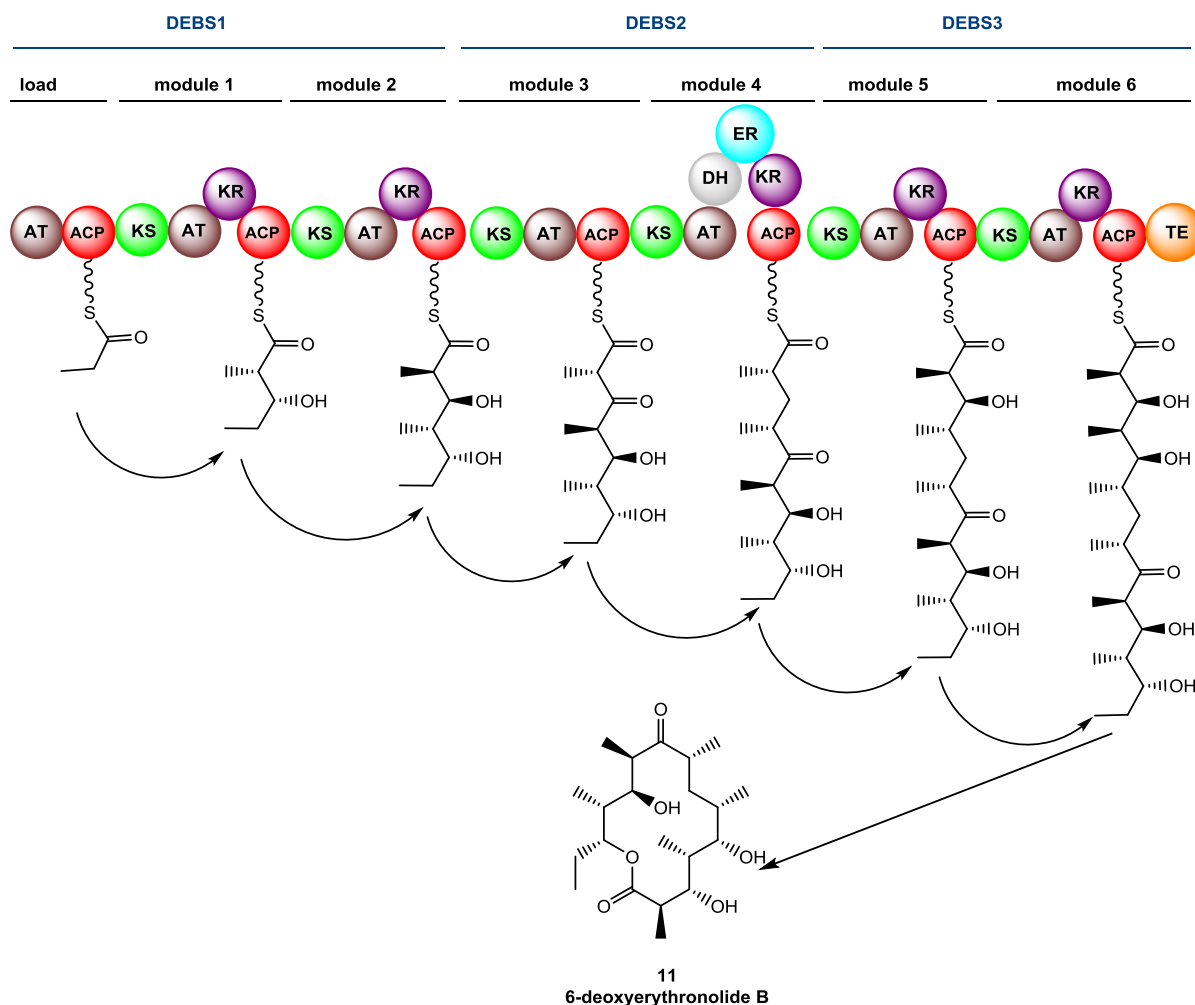 DEBS1 DEBS2 DEBS3
load module 1 module 2 module 3 module 4 module 5 module 6
ER
DH KR
KR KR KR KR
AT ACP KS AT ACP KS AT ACP KS AT ACP KS AT ACP KS AT ACP KS AT ACP TE
S S S S S S S
O O O O O O O
OH OH O OH OH
OH OH OH O O OH
OH OH OH O
OH OH OH
OH OH
O
OH
O OH
O OH
11
6-deoxyerythronolide B